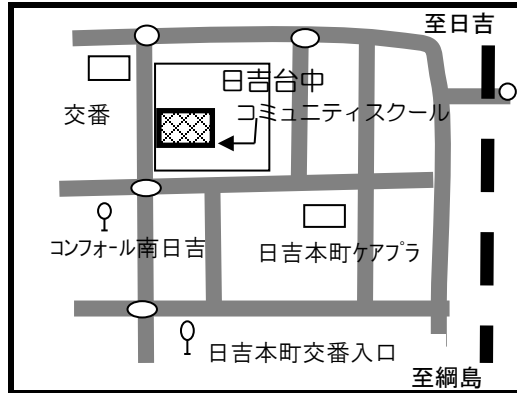 至日吉
日吉台中
交番
コミュニティスクール
コンフォール南日吉
日吉本町ケアプラ
日吉本町交番入口
至綱島